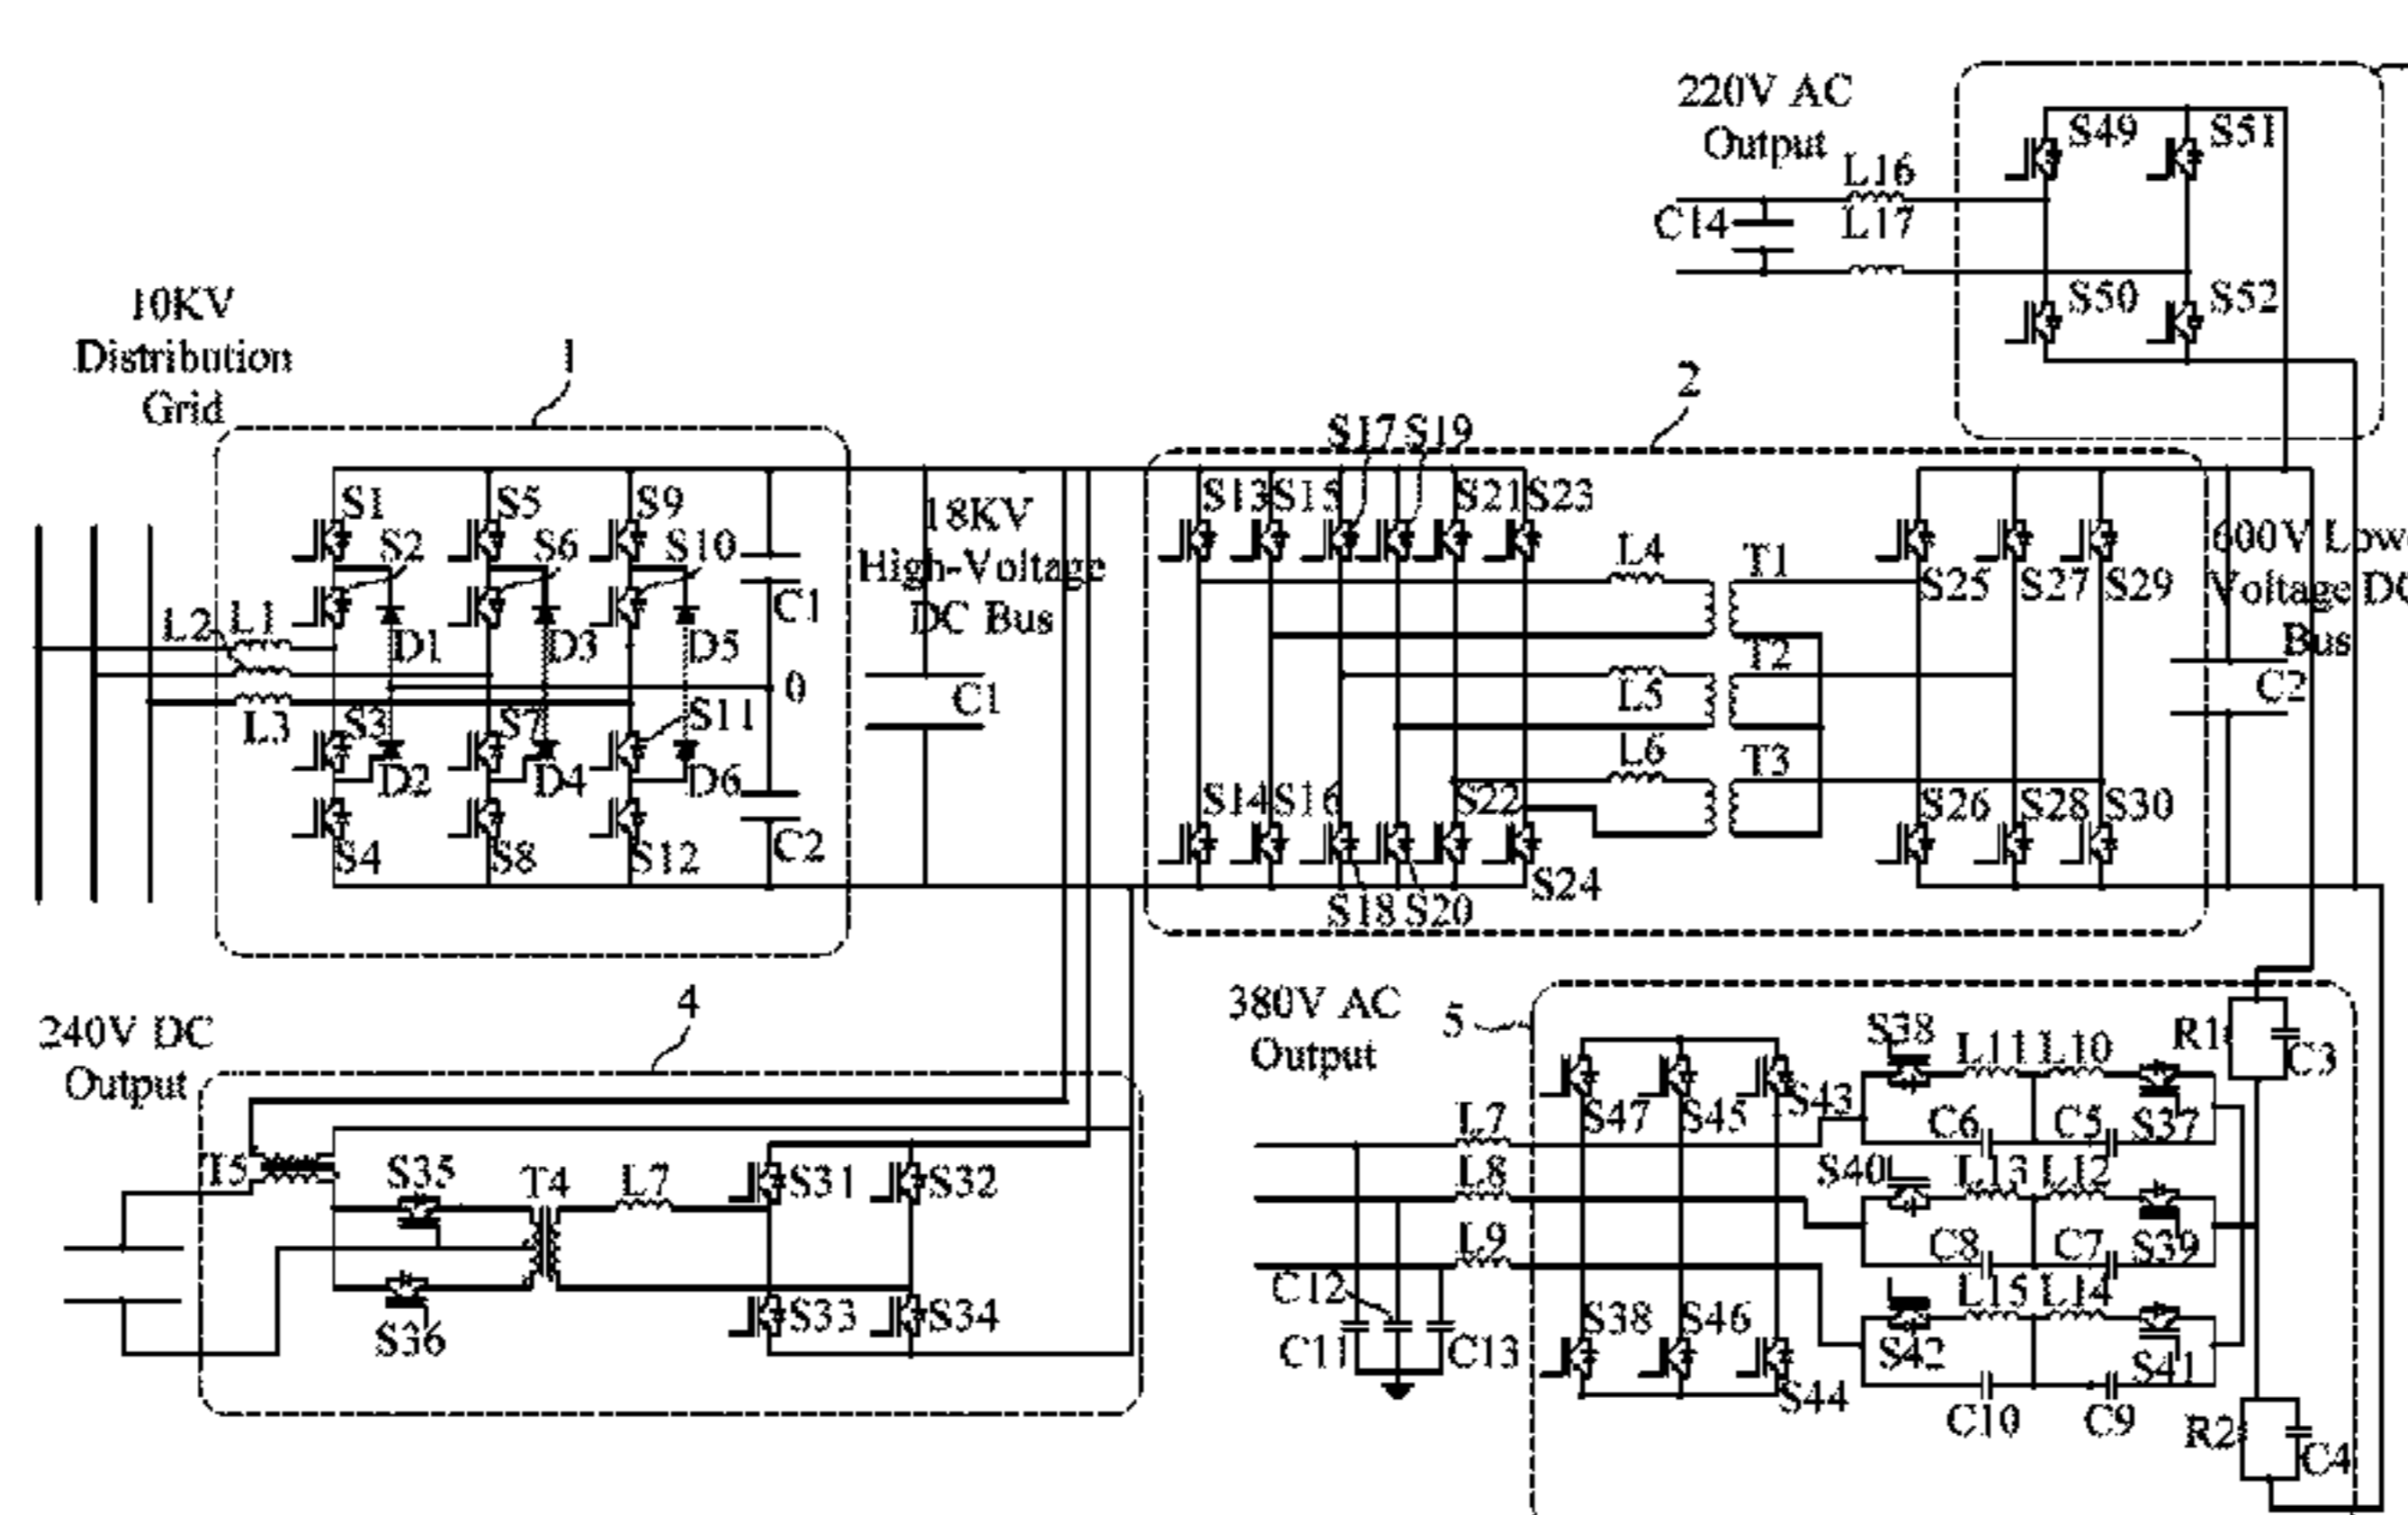 220V AC
Output
S49
S51
L16
C14
L17
S50
S52
10KV
Distribution
Grid
1
2
S17
S19
S1
S5
S9
S2
S6
S10
18KV
High-Voltage
DC Bus
S13
S15
S21
S23
L4
T1
600V Low
Voltage DC
Bus
S25
S27
S29
L2
L1
C1
D1
D3
D5
T2
0
C1
L5
C2
L3
S3
S7
S11
L6
T3
D2
D4
D6
S14
S16
S22
S26
S28
S30
S4
S8
S12
C2
S24
S18
S20
240V DC
Output
4
380V AC
Output
5
S38
L11
L10
R1
C3
S47
S45
S43
L7
C6
C5
S37
T5
S35
T4
L7
S31
S32
L8
S40
L13
L12
L9
C8
C7
S39
C12
L15
L14
S33
S34
S38
S46
S36
C11
C13
S42
S41
S44
C10
C9
R2
C4